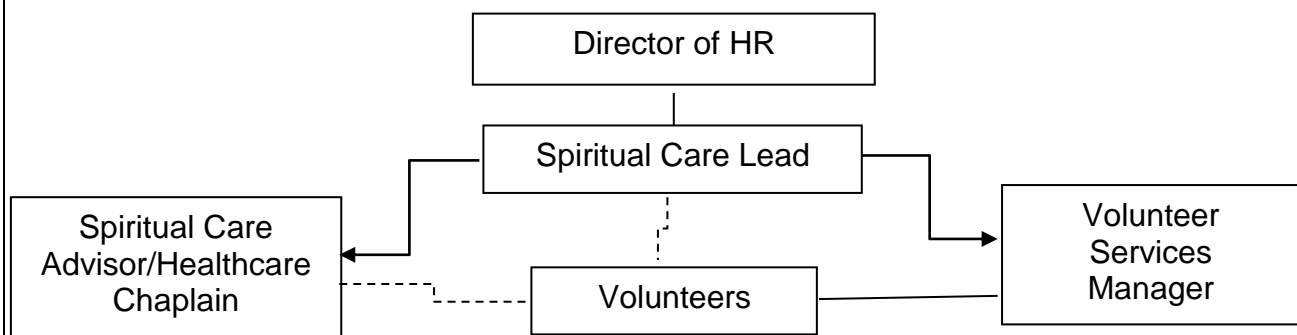 Director of HR
Spiritual Care Lead
Spiritual Care
Advisor/Healthcare
Chaplain
Volunteers
Volunteer
Services
Manager